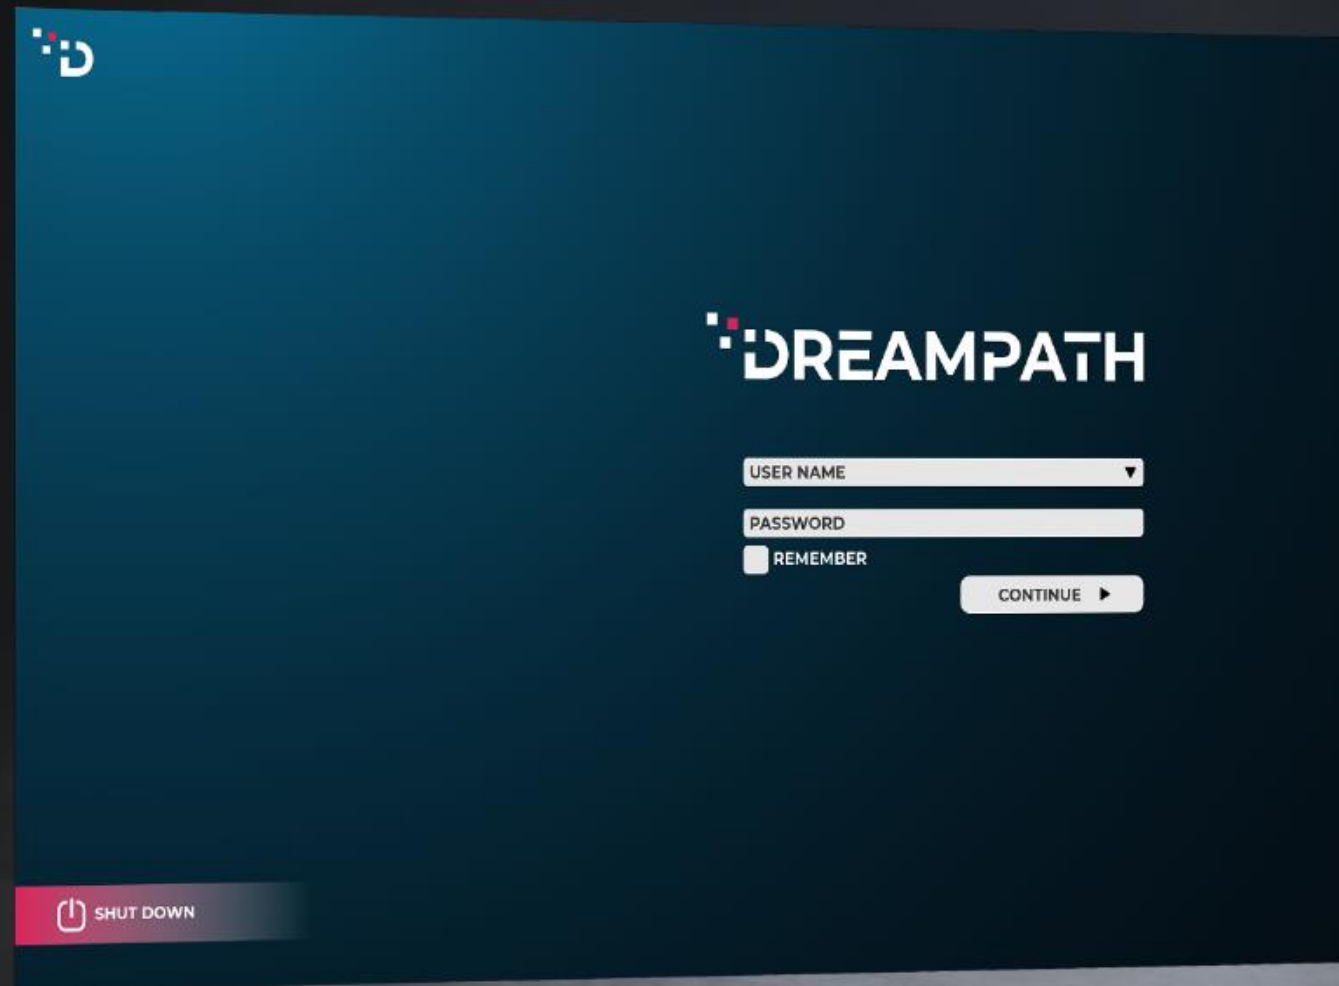 D
DREAMPATH
USER NAME
PASSWORD
REMEMBER
CONTINUE
SHUT DOWN